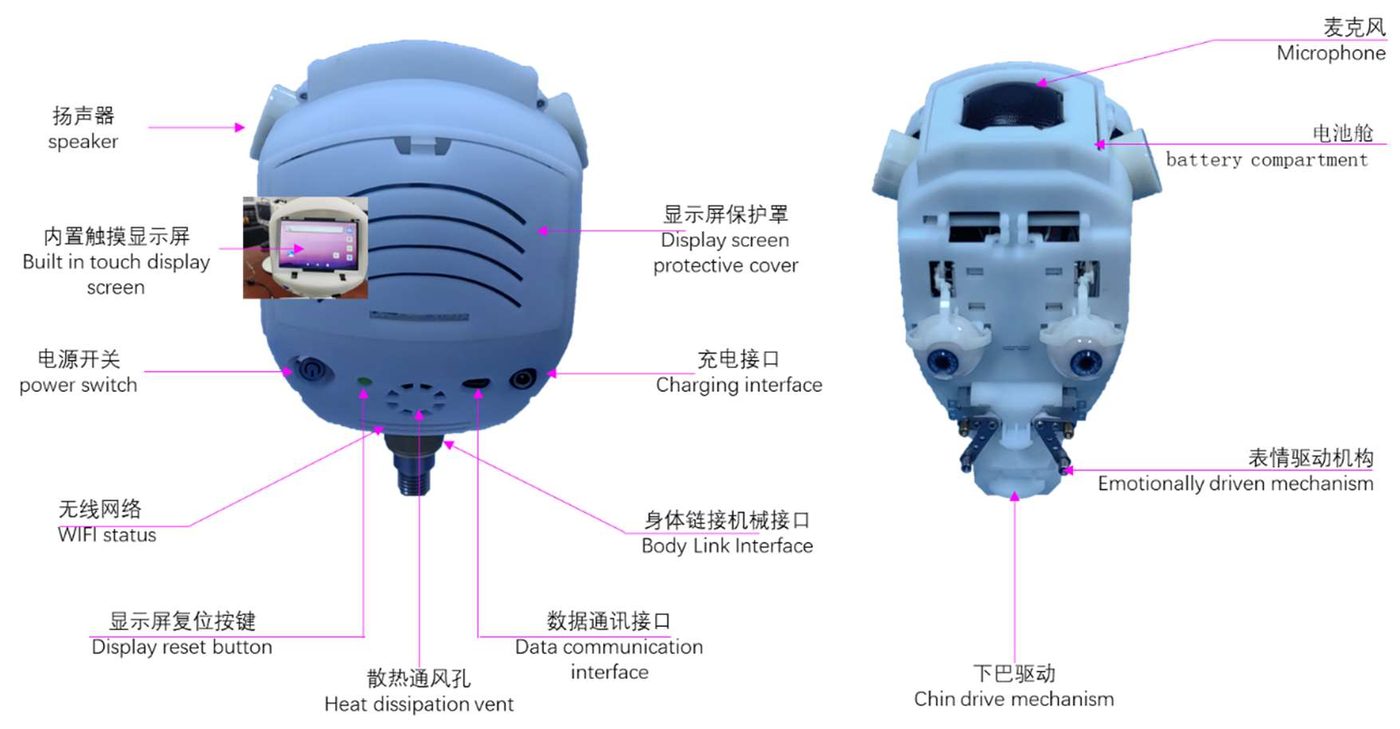 扬声器
speaker
内置触摸显示屏
Built in touch display
screen
电源开关
power switch
无线网络
WIFI status
显示屏复位按键
Display reset button
散热通风孔
Heat dissipation vent
显示屏保护罩
Display screen
protective cover
充电接口
Charging interface
身体链接机械接口
Body Link Interface
数据通讯接口
Data communication
interface
麦克风
Microphone
电池舱
battery compartment
表情驱动机构
Emotionally driven mechanism
下巴驱动
Chin drive mechanism